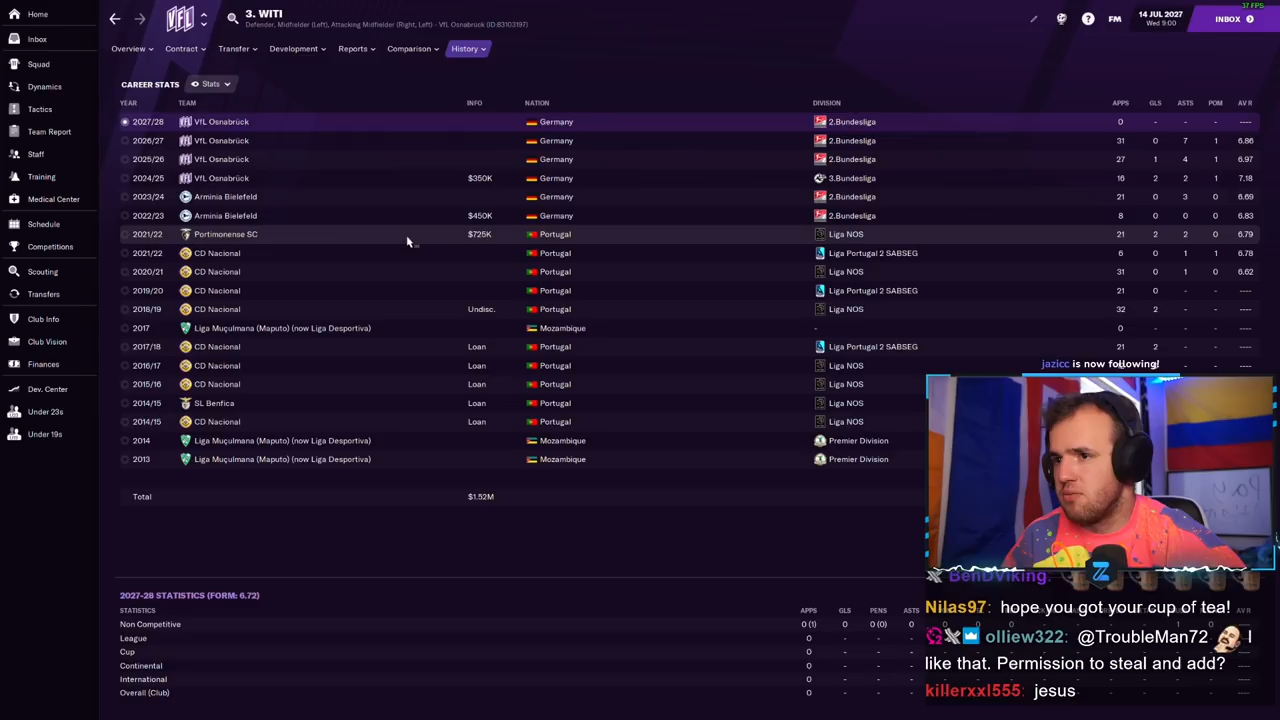 37 FPS
Home
3. WITI
Defender, Midfielder (Left), Attacking Midfielder (Right, Left) - VfL Osnabrück (ID:83103197)
FM
14 JUL 2027
Wed 9:00
INBOX
Inbox
Overview
Contract
Transfer
Development
Reports
Comparison
History
Squad
Dynamics
Tactics
Team Report
Staff
Training
Medical Center
Schedule
Competitions
Scouting
Transfers
Club Info
Club Vision
Finances
Dev. Center
Under 23s
Under 19s
CAREER STATS Stats
YEAR TEAM INFO NATION DIVISION APPS GLS ASTS POM AV R
2027/28 VfL Osnabrück Germany 2.Bundesliga 0 - - - ----
2026/27 VfL Osnabrück Germany 2.Bundesliga 31 0 7 1 6.86
2025/26 VfL Osnabrück Germany 2.Bundesliga 27 1 4 1 6.97
2024/25 VfL Osnabrück $350K Germany 3.Bundesliga 16 2 2 1 7.18
2023/24 Arminia Bielefeld Germany 2.Bundesliga 21 0 3 0 6.69
2022/23 Arminia Bielefeld $450K Germany 2.Bundesliga 8 0 0 0 6.83
2021/22 Portimonense SC $725K Portugal Liga NOS 21 2 2 0 6.79
2021/22 CD Nacional Portugal Liga Portugal 2 SABSEG 6 0 1 1 6.78
2020/21 CD Nacional Portugal Liga NOS 31 0 1 0 6.62
2019/20 CD Nacional Portugal Liga Portugal 2 SABSEG 21 0 - - ----
2018/19 CD Nacional Undisc. Portugal Liga NOS 32 2 - - ----
2017 Liga Muçulmana (Maputo) (now Liga Desportiva) Mozambique - 0 - - - ----
2017/18 CD Nacional Loan Portugal Liga Portugal 2 SABSEG 21 2 - - ----
2016/17 CD Nacional Loan Portugal Liga NOS
2015/16 CD Nacional Loan Portugal Liga NOS
2014/15 SL Benfica Loan Portugal Liga NOS
2014/15 CD Nacional Loan Portugal Liga NOS
2014 Liga Muçulmana (Maputo) (now Liga Desportiva) Mozambique Premier Division
2013 Liga Muçulmana (Maputo) (now Liga Desportiva) Mozambique Premier Division
Total $1.52M
jazicc is now following!
2027-28 STATISTICS (FORM: 6.72)
STATISTICS APPS GLS PENS ASTS AV R
Non Competitive 0 (1) 0 0 (0) 0
League 0 - - -
Cup 0 - - -
Continental 0 - - -
International 0 - - -
Overall (Club) 0 - - -
BenDViking:
Nilas97: hope you got your cup of tea!
olliew322: @TroubleMan72 I
like that. Permission to steal and add?
killerxxl555: jesus